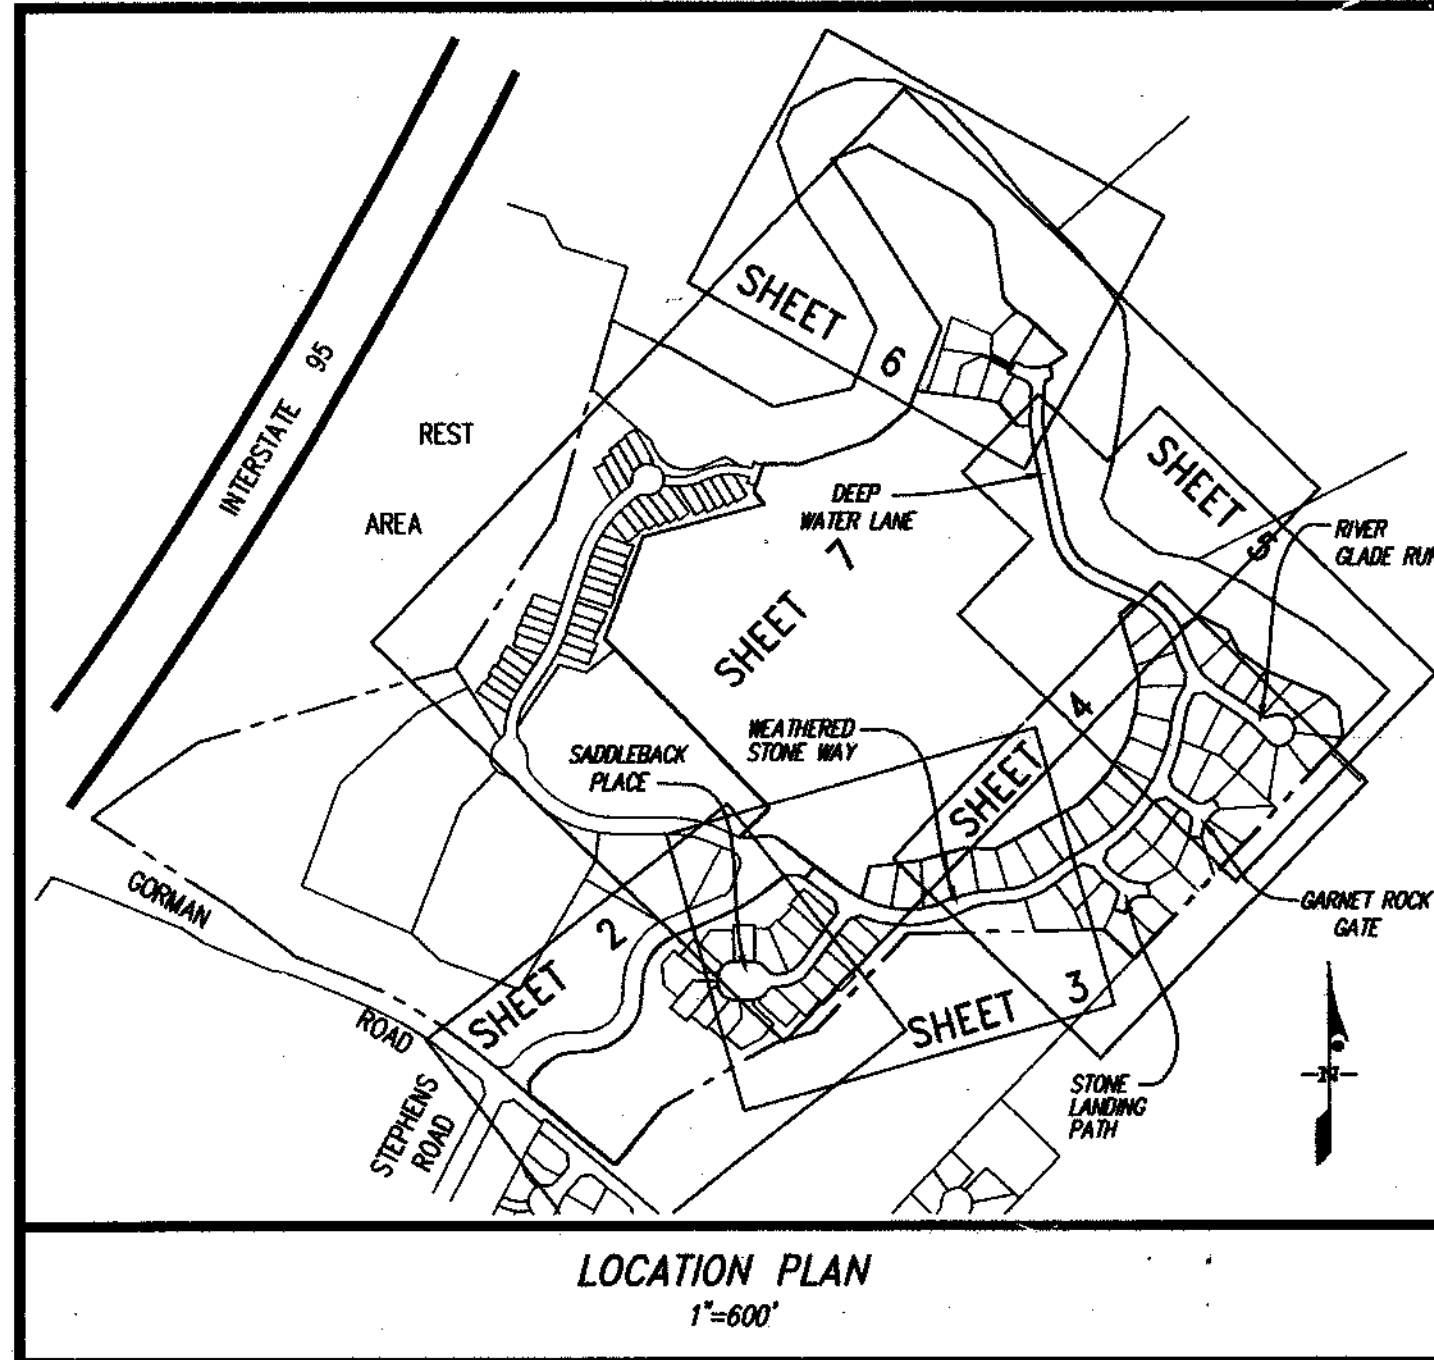 SHEET 6
INTERSTATE 95
REST
AREA
SHEET 5
DEEP
WATER LANE
RIVER
GLADE RUN
SHEET 7
SHEET 4
WEATHERED
STONE WAY
SADDLEBACK
PLACE
GORMAN
ROAD
SHEET 2
GARNET ROCK
GATE
SHEET 3
STEPHENS
ROAD
STONE
LANDING
PATH
-N-
LOCATION PLAN
1"=600'